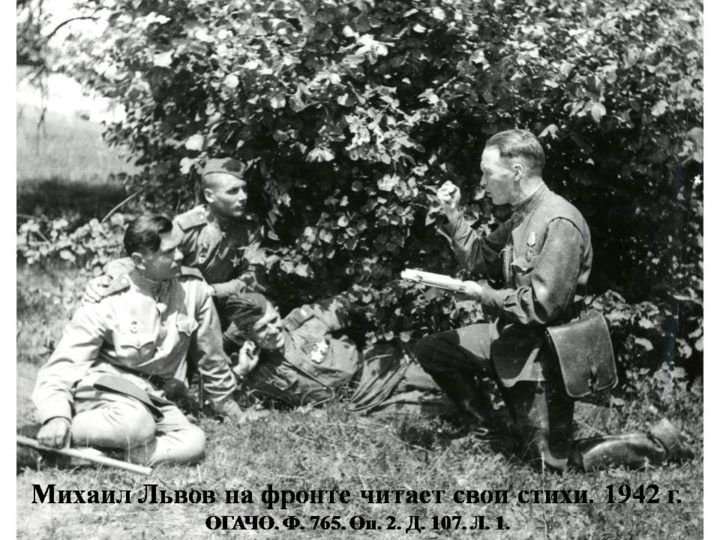 Михаил Львов на фронте читает свои стихи. 1942 г.
ОГАЧО. Ф. 765. Оп. 2. Д. 107. Л. 1.